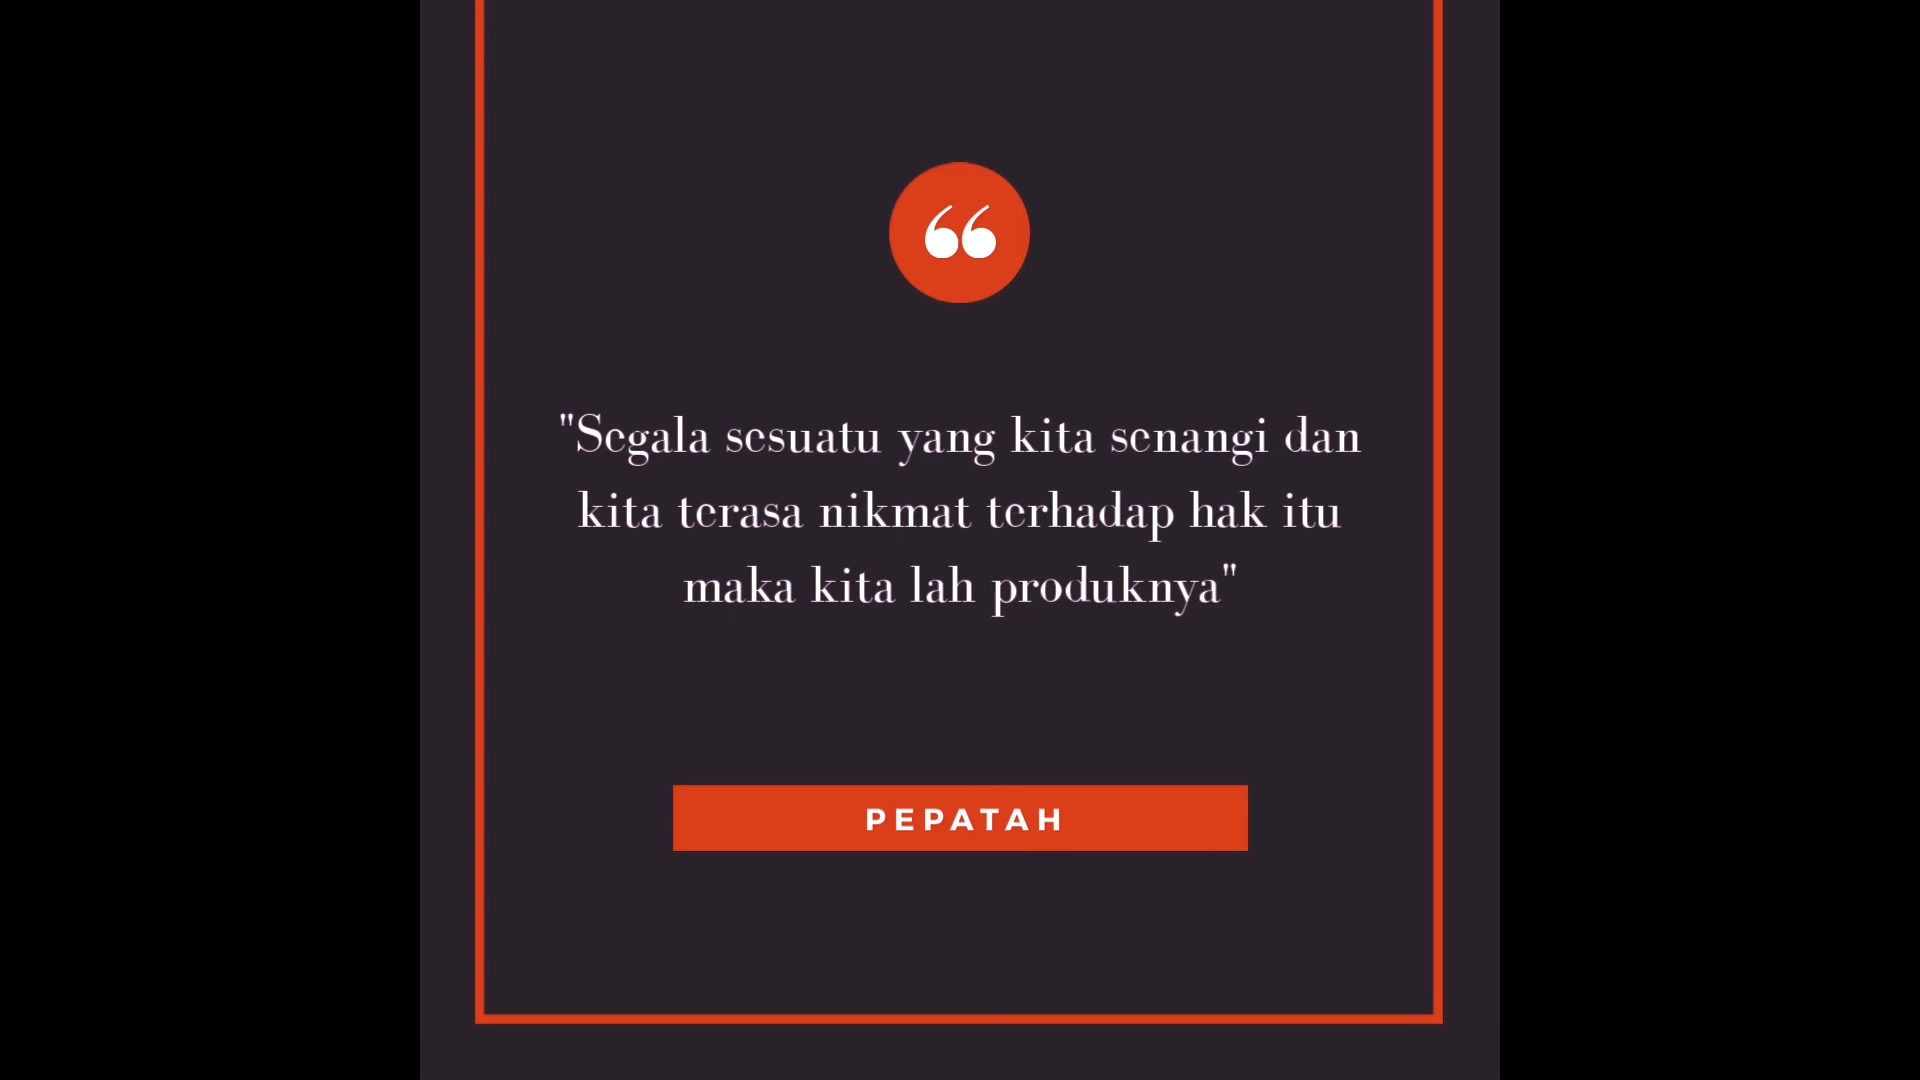 “
"Segala sesuatu yang kita senangi dan
kita terasa nikmat terhadap hak itu
maka kita lah produknya"
PEPATAH